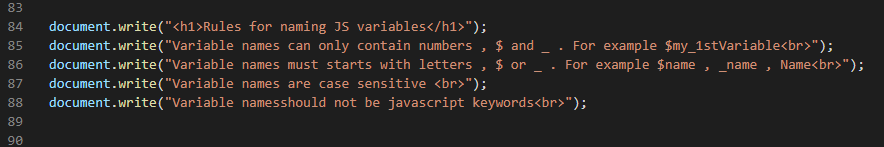 83
84 document.write("<h1>Rules for naming JS variables</h1>");
85 document.write("Variable names can only contain numbers , $ and _ . For example $my_1stVariable<br>");
86 document.write("Variable names must starts with letters , $ or _ . For example $name , _name , Name<br>");
87 document.write("Variable names are case sensitive <br>");
88 document.write("Variable namesshould not be javascript keywords<br>");
89
90